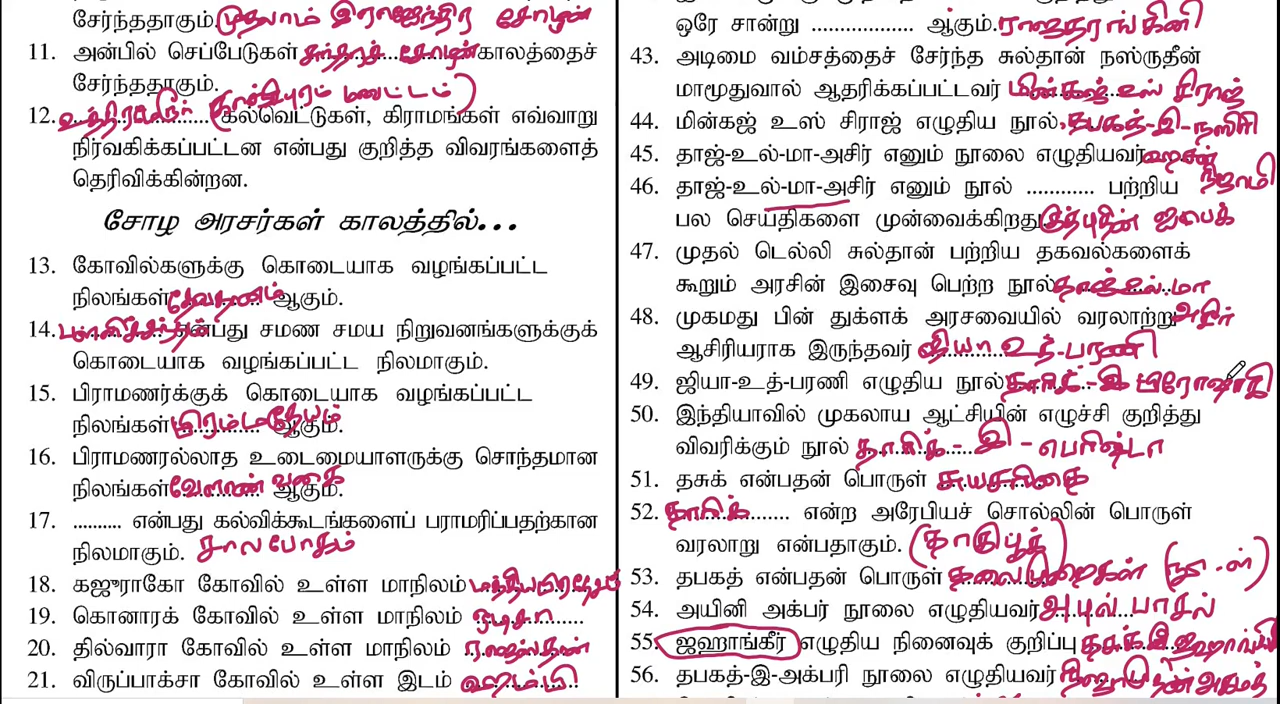 சேர்ந்ததாகும். முதலாம் இராஜேந்திர சோழன்
11. அன்பில் செப்பேடுகள் சுந்தரச் சோழன் காலத்தைச்
சேர்ந்ததாகும்.
12. உத்திரமேரூர் (காஞ்சிபுரம் மாவட்டம்) கல்வெட்டுகள், கிராமங்கள் எவ்வாறு
நிர்வகிக்கப்பட்டன என்பது குறித்த விவரங்களைத்
தெரிவிக்கின்றன.
சோழ அரசர்கள் காலத்தில்...
13. கோவில்களுக்கு கொடையாக வழங்கப்பட்ட
நிலங்கள் தேவதானம் ஆகும்.
14. பள்ளிச்சந்தம் என்பது சமண சமய நிறுவனங்களுக்குக்
கொடையாக வழங்கப்பட்ட நிலமாகும்.
15. பிராமணர்க்குக் கொடையாக வழங்கப்பட்ட
நிலங்கள் பிரம்மதேயம் ஆகும்.
16. பிராமணரல்லாத உடைமையாளருக்கு சொந்தமான
நிலங்கள் வேளாண் வகை ஆகும்.
17. .......... என்பது கல்விக்கூடங்களைப் பராமரிப்பதற்கான
நிலமாகும். சாலபோகம்
18. கஜுராகோ கோவில் உள்ள மாநிலம் மத்தியபிரதேசம்
19. கொனாரக் கோவில் உள்ள மாநிலம் ஒடிசா
20. தில்வாரா கோவில் உள்ள மாநிலம் ராஜஸ்தான்
21. விருப்பாக்சா கோவில் உள்ள இடம் ஹம்பி
ஒரே சான்று .................. ஆகும். ராஜதரங்கினி
43. அடிமை வம்சத்தைச் சேர்ந்த சுல்தான் நஸ்ருதீன்
மாமூதுவால் ஆதரிக்கப்பட்டவர் மின்கஜ் உஸ் சிராஜ்
44. மின்கஜ் உஸ் சிராஜ் எழுதிய நூல் தபகத்-இ-நஸிரி
45. தாஜ்-உல்-மா-அசிர் எனும் நூலை எழுதியவர் ஹசன் நிஜாமி
46. தாஜ்-உல்-மா-அசிர் எனும் நூல் ............ பற்றிய
பல செய்திகளை முன்வைக்கிறது குத்புதின் ஐபெக்
47. முதல் டெல்லி சுல்தான் பற்றிய தகவல்களைக்
கூறும் அரசின் இசைவு பெற்ற நூல் தாஜ் உல் மா அசிர்
48. முகமது பின் துக்ளக் அரசவையில் வரலாற்று
ஆசிரியராக இருந்தவர் ஜியா உத்-பரணி
49. ஜியா-உத்-பரணி எழுதிய நூல் தாரிக்-இ-பிரோஷாகி
50. இந்தியாவில் முகலாய ஆட்சியின் எழுச்சி குறித்து
விவரிக்கும் நூல் தாரிக்-இ-பெரிஷ்டா
51. தசுக் என்பதன் பொருள் சுயசரிதை
52. தாரிக் என்ற அரேபியச் சொல்லின் பொருள்
வரலாறு என்பதாகும்.
53. தபகத் என்பதன் பொருள்
54. அயினி அக்பர் நூலை எழுதியவர் அபுல் பாசல்
55. ஜஹாங்கீர் எழுதிய நினைவுக் குறிப்பு
56. தபகத்-இ-அக்பரி நூலை எழுதியவர்